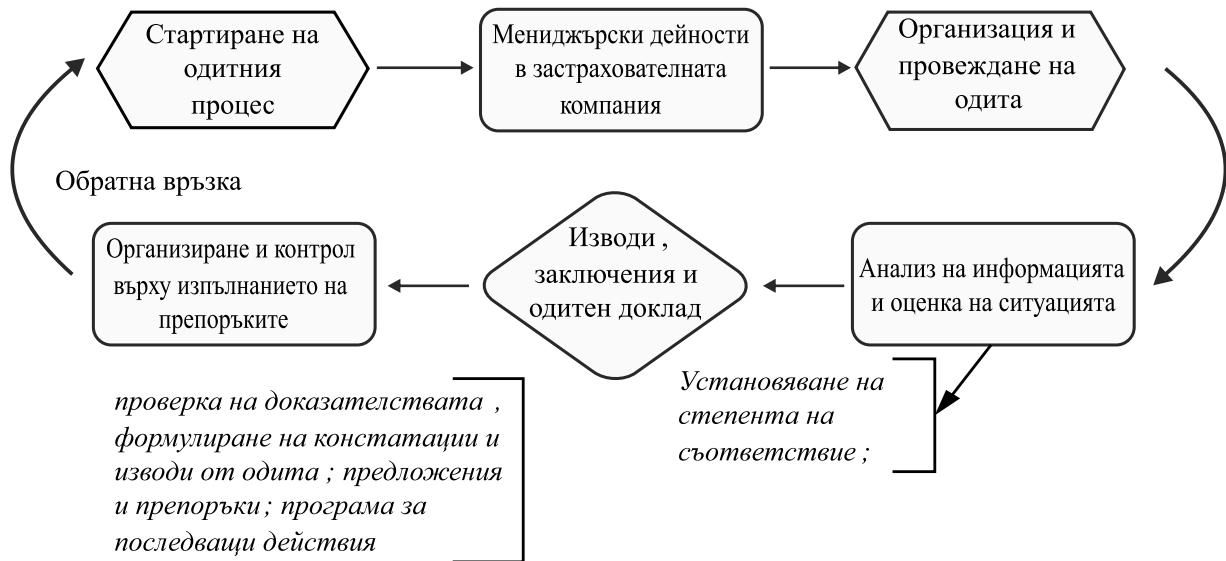 Стартиране на
одитния
процес
Мениджърски дейности
в застрахователната
компания
Организация и
провеждане на
одита
Обратна връзка
Организиране и контрол
върху изпълнанието на
препоръките
Изводи ,
заключения и
одитен доклад
Анализ на информацията
и оценка на ситуацията
проверка на доказателствата ,
формулиране на констатации и
изводи от одита ; предложения
и препоръки ; програма за
последващи действия
Установяване на
степента на
съответствие ;